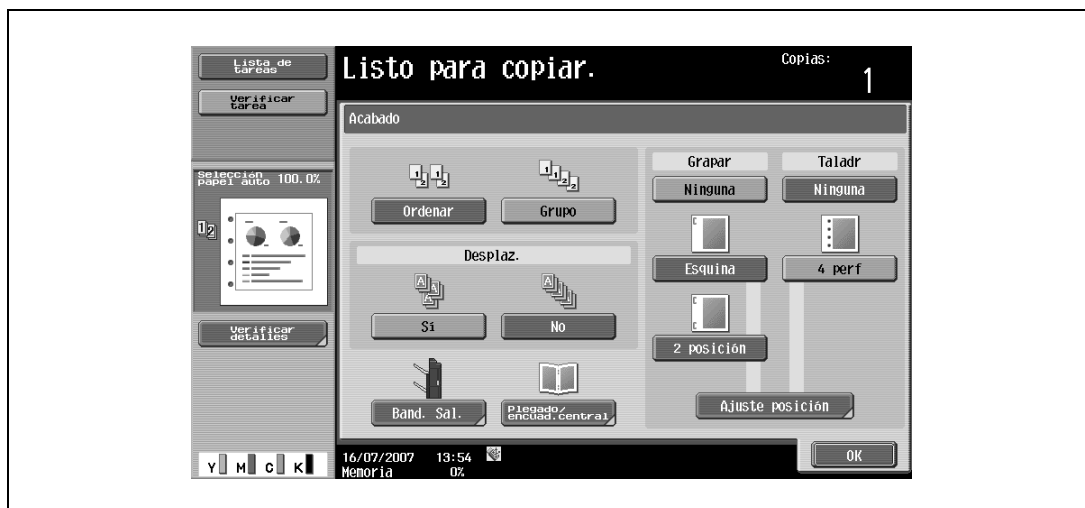 Lista de
tareas
Verificar
tarea
Selección
papel auto 100.0%
Verificar
detalles
Y M C K
Listo para copiar.
Copias:
1
Acabado
Ordenar
Grupo
Desplaz.
Sí
No
Band. Sal.
Plegado/
encuad.central
Grapar
Taladr
Ninguna
Ninguna
Esquina
4 perf
2 posición
Ajuste posición
16/07/2007 13:54
Memoria 0%
OK